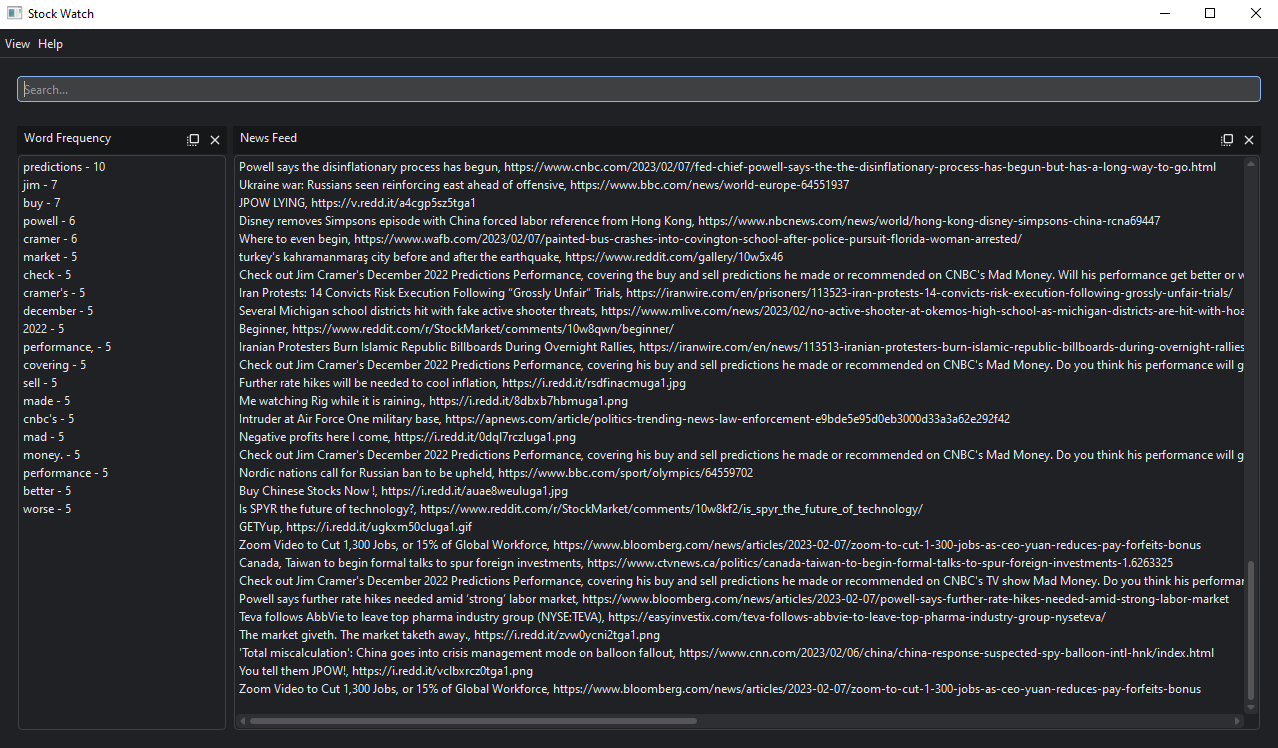 Stock Watch
View Help
Search...
Word Frequency
predictions - 10
jim - 7
buy - 7
powell - 6
cramer - 6
market - 5
check - 5
cramer's - 5
december - 5
2022 - 5
performance, - 5
covering - 5
sell - 5
made - 5
cnbc's - 5
mad - 5
money. - 5
performance - 5
better - 5
worse - 5
News Feed
Powell says the disinflationary process has begun, https://www.cnbc.com/2023/02/07/fed-chief-powell-says-the-the-disinflationary-process-has-begun-but-has-a-long-way-to-go.html
Ukraine war: Russians seen reinforcing east ahead of offensive, https://www.bbc.com/news/world-europe-64551937
JPOW LYING, https://v.redd.it/a4cgp5sz5tga1
Disney removes Simpsons episode with China forced labor reference from Hong Kong, https://www.nbcnews.com/news/world/hong-kong-disney-simpsons-china-rcna69447
Where to even begin, https://www.wafb.com/2023/02/07/painted-bus-crashes-into-covington-school-after-police-pursuit-florida-woman-arrested/
turkey's kahramanmaraş city before and after the earthquake, https://www.reddit.com/gallery/10w5x46
Check out Jim Cramer's December 2022 Predictions Performance, covering the buy and sell predictions he made or recommended on CNBC's Mad Money. Will his performance get better or w
Iran Protests: 14 Convicts Risk Execution Following “Grossly Unfair” Trials, https://iranwire.com/en/prisoners/113523-iran-protests-14-convicts-risk-execution-following-grossly-unfair-trials/
Several Michigan school districts hit with fake active shooter threats, https://www.mlive.com/news/2023/02/no-active-shooter-at-okemos-high-school-as-michigan-districts-are-hit-with-hoa
Beginner, https://www.reddit.com/r/StockMarket/comments/10w8qwn/beginner/
Iranian Protesters Burn Islamic Republic Billboards During Overnight Rallies, https://iranwire.com/en/news/113513-iranian-protesters-burn-islamic-republic-billboards-during-overnight-rallies
Check out Jim Cramer's December 2022 Predictions Performance, covering his buy and sell predictions he made or recommended on CNBC's Mad Money. Do you think his performance will g
Further rate hikes will be needed to cool inflation, https://i.redd.it/rsdfinacmuga1.jpg
Me watching Rig while it is raining., https://i.redd.it/8dbxb7hbmuga1.png
Intruder at Air Force One military base, https://apnews.com/article/politics-trending-news-law-enforcement-e9bde5e95d0eb3000d33a3a62e292f42
Negative profits here I come, https://i.redd.it/0dql7rczluga1.png
Check out Jim Cramer's December 2022 Predictions Performance, covering his buy and sell predictions he made or recommended on CNBC's Mad Money. Do you think his performance will g
Nordic nations call for Russian ban to be upheld, https://www.bbc.com/sport/olympics/64559702
Buy Chinese Stocks Now !, https://i.redd.it/auae8weuluga1.jpg
Is SPYR the future of technology?, https://www.reddit.com/r/StockMarket/comments/10w8kf2/is_spyr_the_future_of_technology/
GETYup, https://i.redd.it/ugkxm50cluga1.gif
Zoom Video to Cut 1,300 Jobs, or 15% of Global Workforce, https://www.bloomberg.com/news/articles/2023-02-07/zoom-to-cut-1-300-jobs-as-ceo-yuan-reduces-pay-forfeits-bonus
Canada, Taiwan to begin formal talks to spur foreign investments, https://www.ctvnews.ca/politics/canada-taiwan-to-begin-formal-talks-to-spur-foreign-investments-1.6263325
Check out Jim Cramer's December 2022 Predictions Performance, covering his buy and sell predictions he made or recommended on CNBC's TV show Mad Money. Do you think his performar
Powell says further rate hikes needed amid ‘strong’ labor market, https://www.bloomberg.com/news/articles/2023-02-07/powell-says-further-rate-hikes-needed-amid-strong-labor-market
Teva follows AbbVie to leave top pharma industry group (NYSE:TEVA), https://easyinvestix.com/teva-follows-abbvie-to-leave-top-pharma-industry-group-nyseteva/
The market giveth. The market taketh away., https://i.redd.it/zvw0ycni2tga1.png
'Total miscalculation': China goes into crisis management mode on balloon fallout, https://www.cnn.com/2023/02/06/china/china-response-suspected-spy-balloon-intl-hnk/index.html
You tell them JPOW!, https://i.redd.it/vclbxrcz0tga1.png
Zoom Video to Cut 1,300 Jobs, or 15% of Global Workforce, https://www.bloomberg.com/news/articles/2023-02-07/zoom-to-cut-1-300-jobs-as-ceo-yuan-reduces-pay-forfeits-bonus